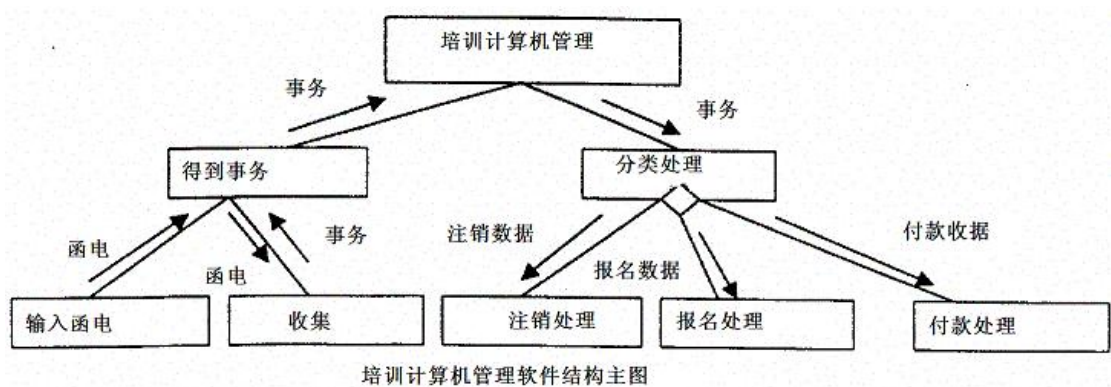 培训计算机管理
事务
事务
得到事务
分类处理
函电
函电
事务
注销数据
报名数据
付款收据
输入函电
收集
注销处理
报名处理
付款处理
培训计算机管理软件结构主图